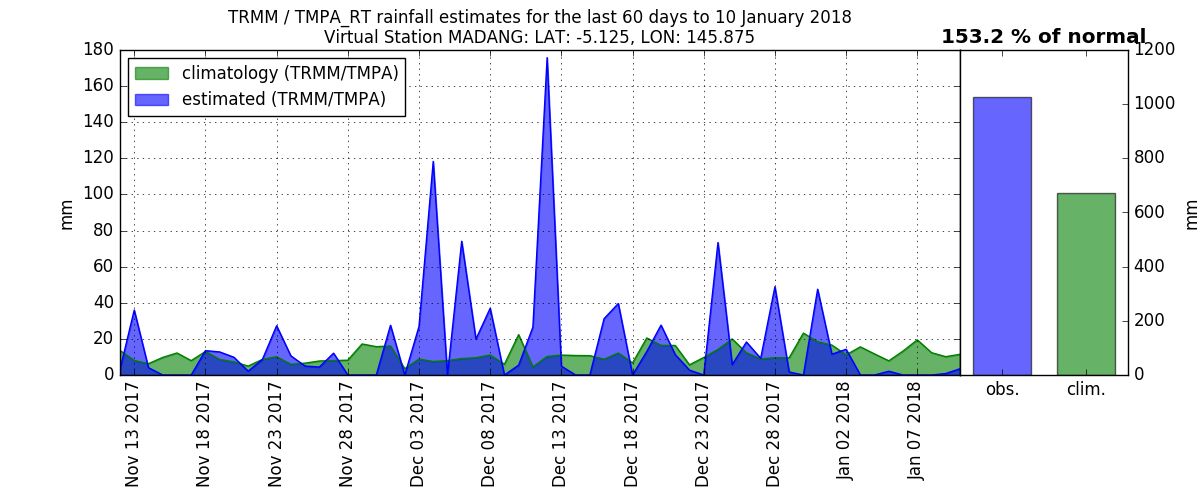 TRMM / TMPA_RT rainfall estimates for the last 60 days to 10 January 2018
Virtual Station MADANG: LAT: -5.125, LON: 145.875
153.2 % of normal
climatology (TRMM/TMPA)
estimated (TRMM/TMPA)
mm
180
160
140
120
100
80
60
40
20
0
Nov 13 2017
Nov 18 2017
Nov 23 2017
Nov 28 2017
Dec 03 2017
Dec 08 2017
Dec 13 2017
Dec 18 2017
Dec 23 2017
Dec 28 2017
Jan 02 2018
Jan 07 2018
obs.
clim.
1200
1000
800
600
400
200
0
mm